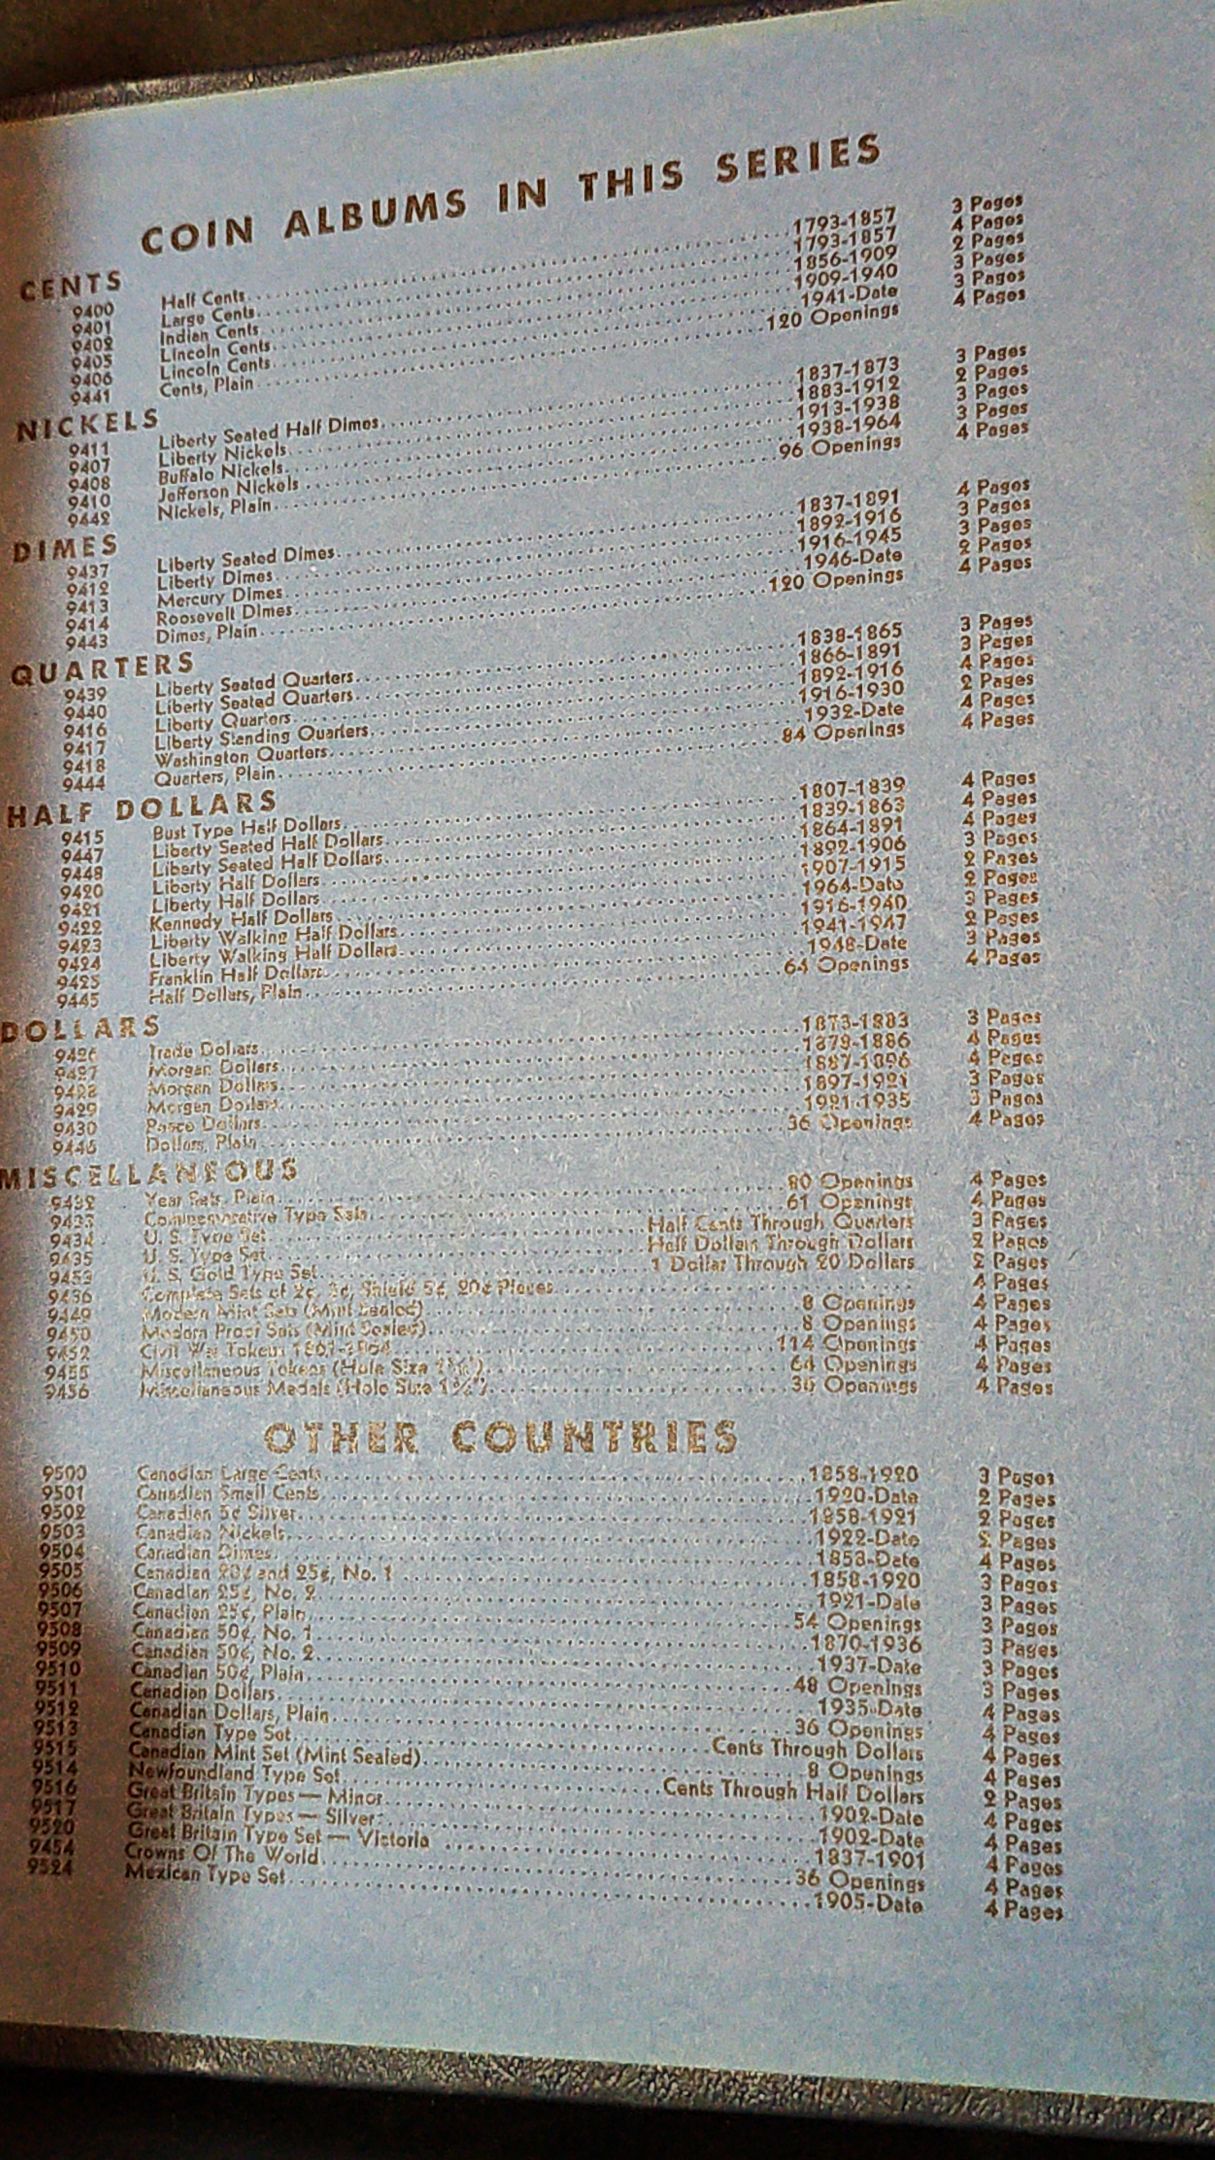 COIN ALBUMS IN THIS SERIES
CENTS
9400 Half Cents 1793-1857 3 Pages
9401 Large Cents 1793-1857 4 Pages
9402 Indian Cents 1856-1909 2 Pages
9405 Lincoln Cents 1909-1940 3 Pages
9406 Lincoln Cents 1941-Date 3 Pages
9441 Cents, Plain 120 Openings 4 Pages
NICKELS
9411 Liberty Seated Half Dimes 1837-1873 3 Pages
9407 Liberty Nickels 1883-1912 2 Pages
9408 Buffalo Nickels 1913-1938 3 Pages
9410 Jefferson Nickels 1938-1964 3 Pages
9442 Nickels, Plain 96 Openings 4 Pages
DIMES
9437 Liberty Seated Dimes 1837-1891 4 Pages
9412 Liberty Dimes 1892-1916 3 Pages
9413 Mercury Dimes 1916-1945 3 Pages
9414 Roosevelt Dimes 1946-Date 2 Pages
9443 Dimes, Plain 120 Openings 4 Pages
QUARTERS
9439 Liberty Seated Quarters 1838-1865 3 Pages
9440 Liberty Seated Quarters 1866-1891 3 Pages
9416 Liberty Quarters 1892-1916 4 Pages
9417 Liberty Standing Quarters 1916-1930 2 Pages
9418 Washington Quarters 1932-Date 4 Pages
9444 Quarters, Plain 84 Openings 4 Pages
HALF DOLLARS
9415 Bust Type Half Dollars 1807-1839 4 Pages
9447 Liberty Seated Half Dollars 1839-1863 4 Pages
9448 Liberty Seated Half Dollars 1864-1891 4 Pages
9420 Liberty Half Dollars 1892-1906 3 Pages
9421 Liberty Half Dollars 1907-1915 2 Pages
9422 Kennedy Half Dollars 1964-Date 2 Pages
9423 Liberty Walking Half Dollars 1916-1940 3 Pages
9424 Liberty Walking Half Dollars 1941-1947 2 Pages
9425 Franklin Half Dollars 1948-Date 3 Pages
9445 Half Dollars, Plain 64 Openings 4 Pages
DOLLARS
9426 Trade Dollars 1873-1883 3 Pages
9427 Morgan Dollars 1879-1886 4 Pages
9428 Morgan Dollars 1887-1896 4 Pages
9429 Morgan Dollars 1897-1921 3 Pages
9430 Peace Dollars 1921-1935 3 Pages
9446 Dollars, Plain 36 Openings 4 Pages
MISCELLANEOUS
9432 Year Sets, Plain 80 Openings 4 Pages
9433 Commemorative Type Sets 61 Openings 4 Pages
9434 U. S. Type Set Half Cents Through Quarters 3 Pages
9435 U. S. Type Set Half Dollars Through Dollars 2 Pages
9453 U. S. Gold Type Set 1 Dollar Through 20 Dollars 2 Pages
9436 Complete Sets of 2¢, 3¢, Shield 5¢, 20¢ Pieces 4 Pages
9449 Modern Mint Sets (Mint Sealed) 8 Openings 4 Pages
9450 Modern Proof Sets (Mint Sealed) 8 Openings 4 Pages
9452 Civil War Tokens 1861-1864 114 Openings 4 Pages
9455 Miscellaneous Tokens (Hole Size 64 Openings 4 Pages
9456 Miscellaneous Medals (Hole Size 36 Openings 4 Pages
OTHER COUNTRIES
9500 Canadian Large Cents 1858-1920 3 Pages
9501 Canadian Small Cents 1920-Date 2 Pages
9502 Canadian 5¢ Silver 1858-1921 2 Pages
9503 Canadian Nickels 1922-Date 2 Pages
9504 Canadian Dimes 1858-Date 4 Pages
9505 Canadian 20¢ and 25¢, No. 1 1858-1920 3 Pages
9506 Canadian 25¢, No. 2 1921-Date 3 Pages
9507 Canadian 25¢, Plain 54 Openings 3 Pages
9508 Canadian 50¢, No. 1 1870-1936 3 Pages
9509 Canadian 50¢, No. 2 1937-Date 3 Pages
9510 Canadian 50¢, Plain 48 Openings 3 Pages
9511 Canadian Dollars 1935-Date 4 Pages
9512 Canadian Dollars, Plain 36 Openings 4 Pages
9513 Canadian Type Set Cents Through Dollars 4 Pages
9515 Canadian Mint Set (Mint Sealed) 8 Openings 4 Pages
9514 Newfoundland Type Set Cents Through Half Dollars 2 Pages
9516 Great Britain Types — Minor 1902-Date 4 Pages
9517 Great Britain Types — Silver 1902-Date 4 Pages
9520 Great Britain Type Set — Victoria 1837-1901 4 Pages
9454 Crowns Of The World 36 Openings 4 Pages
9524 Mexican Type Set 1905-Date 4 Pages